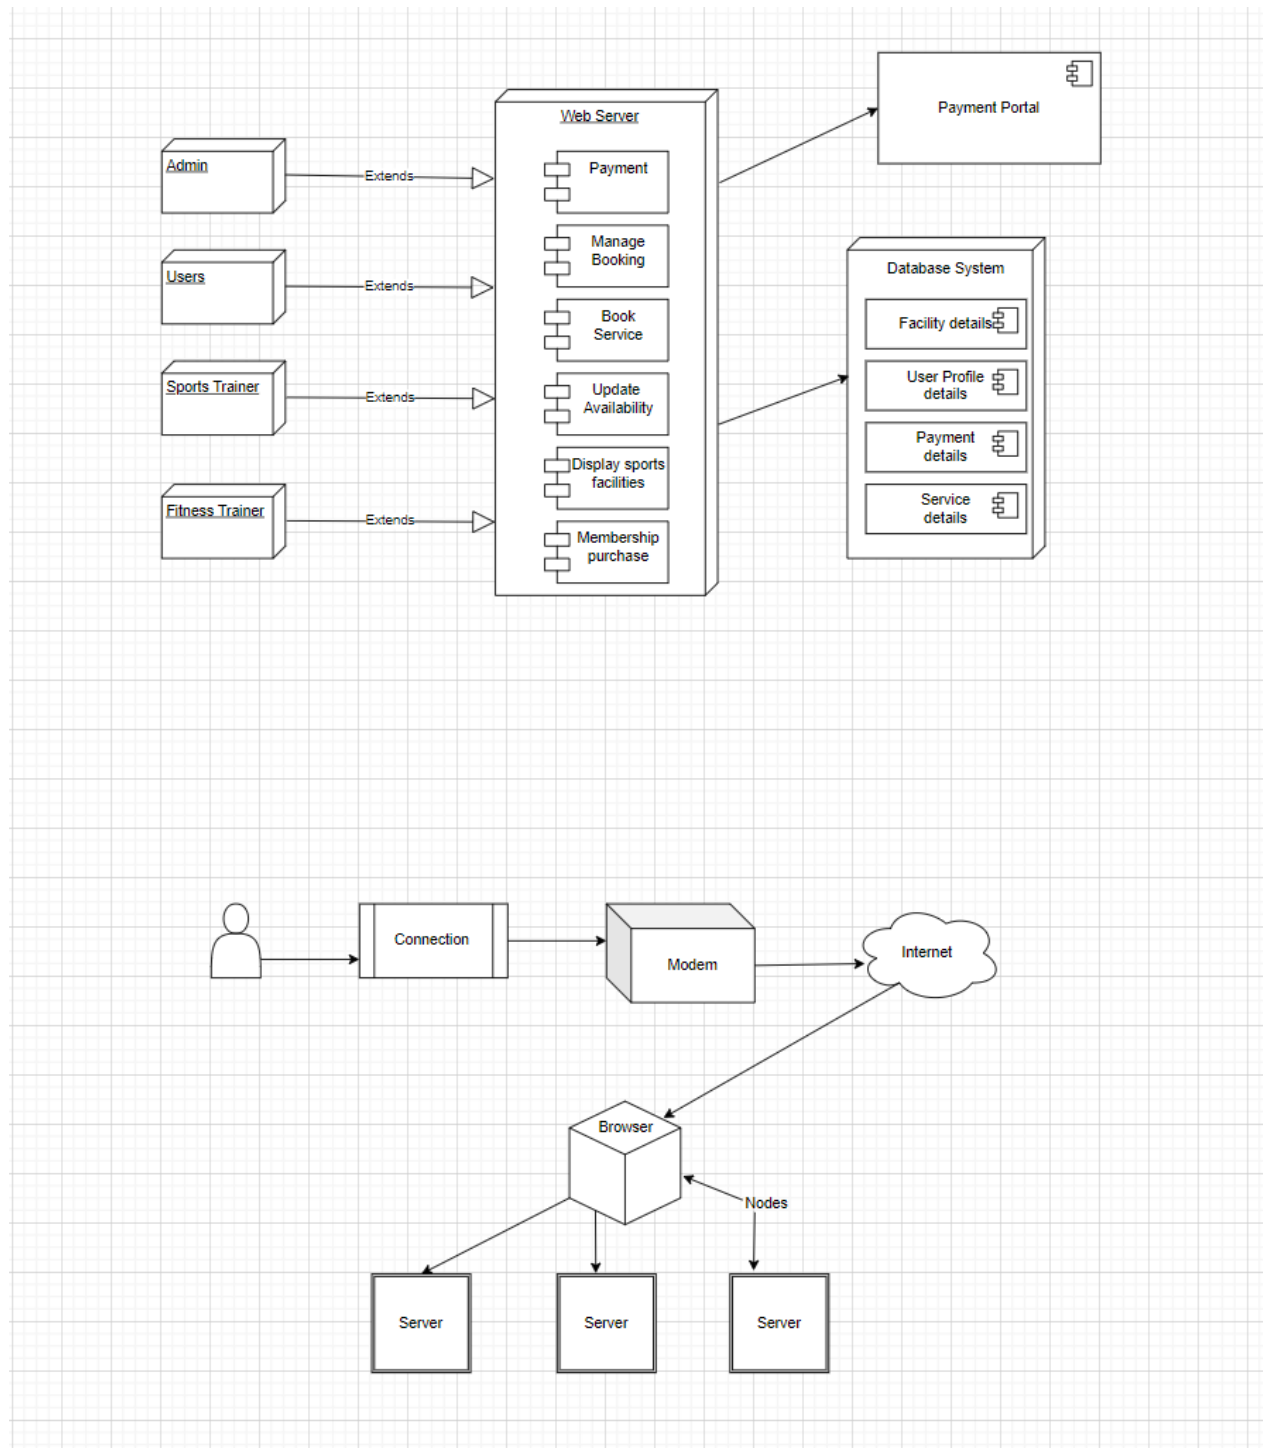 Payment Portal
Web Server
Admin
Extends
Payment
Users
Extends
Manage
Booking
Sports Trainer
Extends
Book
Service
Fitness Trainer
Extends
Update
Availability
Display sports
facilities
Membership
purchase
Database System
Facility details
User Profile
details
Payment
details
Service
details
Connection
Modem
Internet
Browser
Nodes
Server
Server
Server